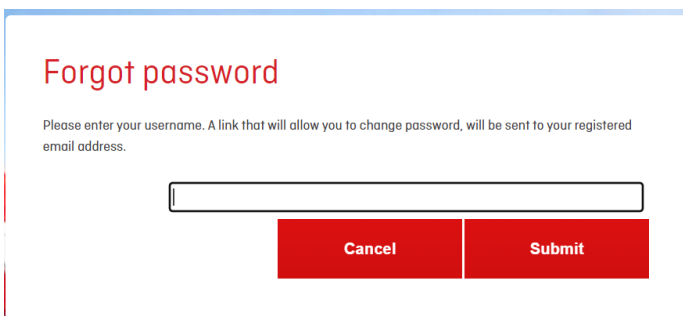 Forgot password
Please enter your username. A link that will allow you to change password, will be sent to your registered
email address.
Cancel
Submit